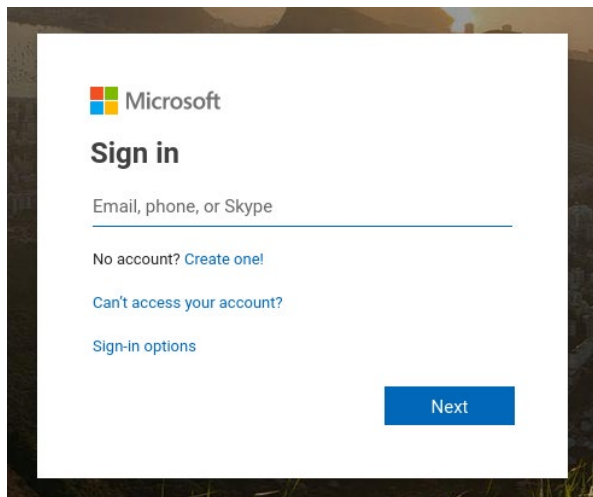 Microsoft
Sign in
Email, phone, or Skype
No account? Create one!
Can't access your account?
Sign-in options
Next